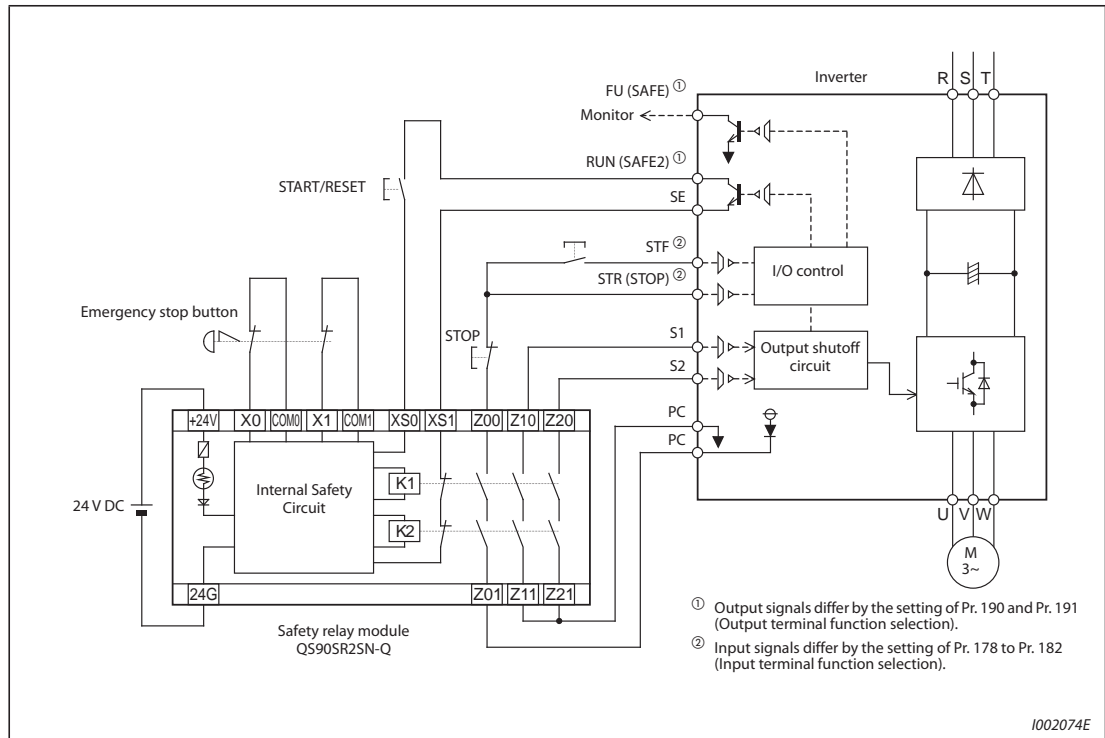 Inverter
R S T
FU (SAFE) ①
Monitor
RUN (SAFE2) ①
START/RESET
SE
STF ②
I/O control
STR (STOP) ②
Emergency stop button
STOP
S1
Output shutoff
circuit
S2
PC
PC
+24V X0 COM0 X1 COM1 XS0 XS1 Z00 Z10 Z20
K1
Internal Safety
Circuit
24 V DC
K2
U V W
M
3~
24G Z01 Z11 Z21
Safety relay module
QS90SR2SN-Q
① Output signals differ by the setting of Pr. 190 and Pr. 191
(Output terminal function selection).
② Input signals differ by the setting of Pr. 178 to Pr. 182
(Input terminal function selection).
I002074E